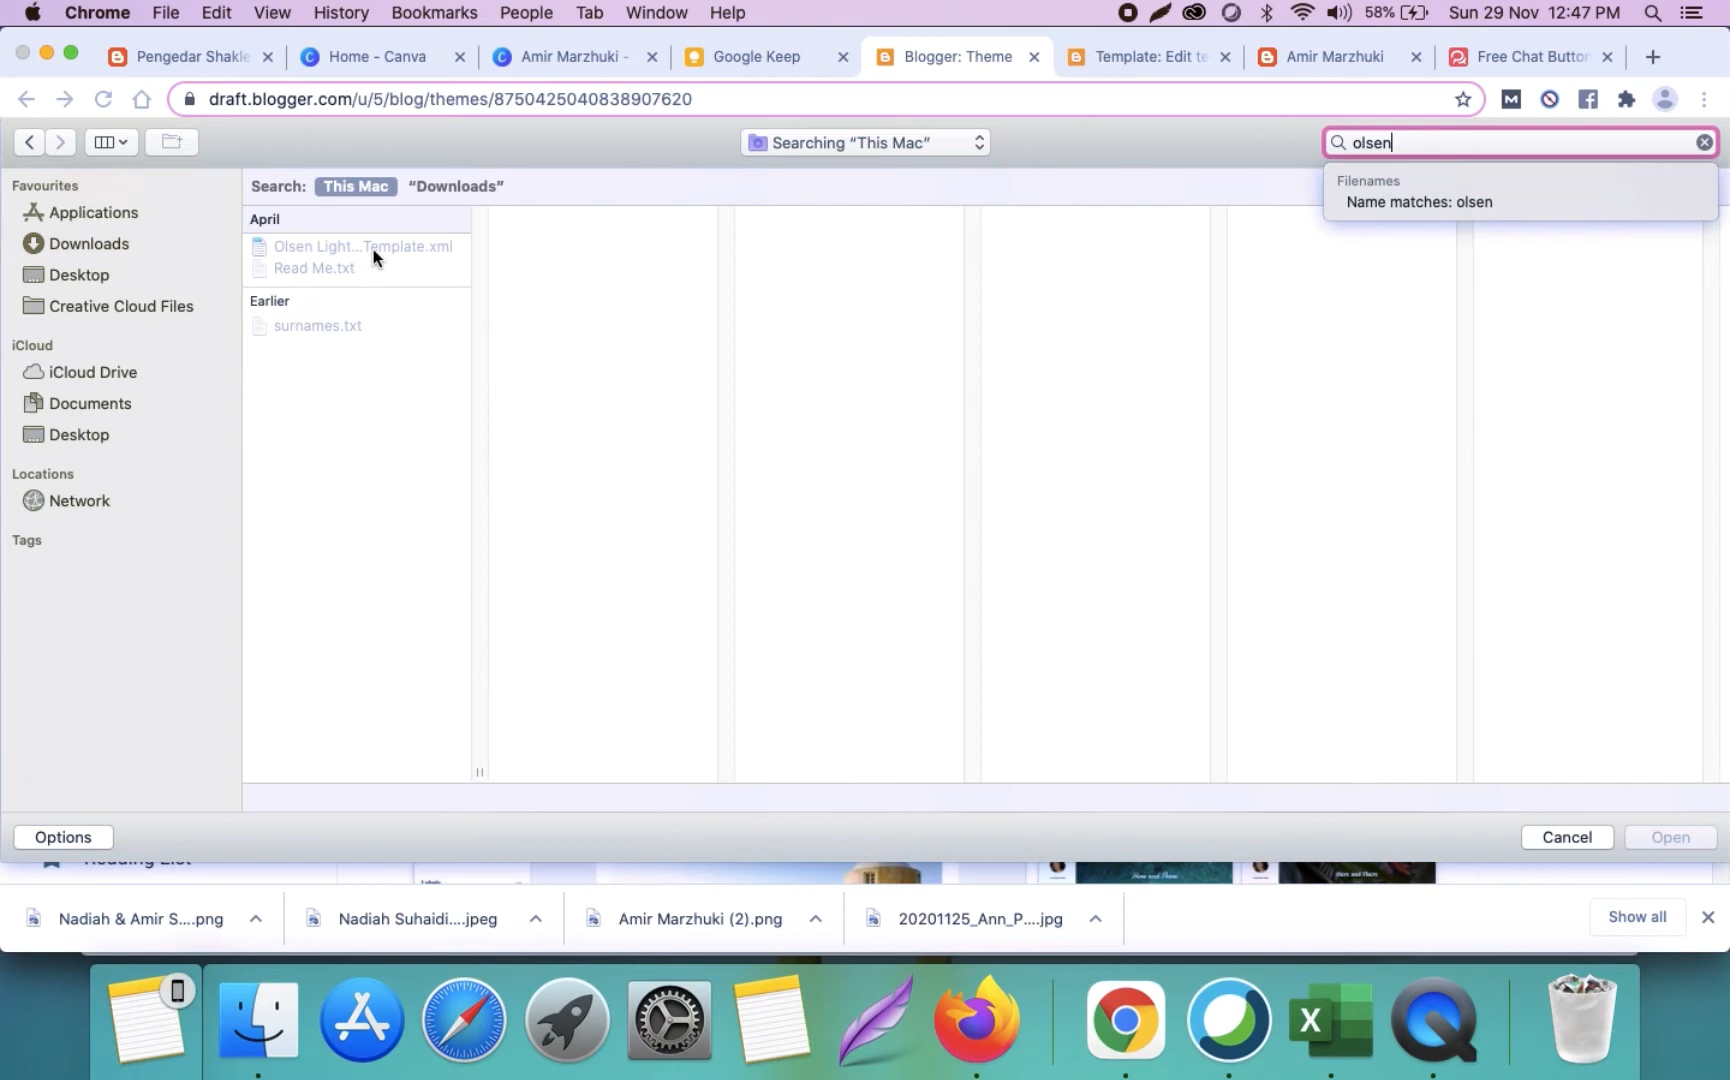 Chrome File Edit View History Bookmarks People Tab Window Help 58% Sun 29 Nov 12:47 PM
Pengedar Shakle Home - Canva Amir Marzhuki - Google Keep Blogger: Theme Template: Edit te Amir Marzhuki Free Chat Button
draft.blogger.com/u/5/blog/themes/8750425040838907620
Searching “This Mac” olsen
Favourites
Applications
Downloads
Desktop
Creative Cloud Files
iCloud
iCloud Drive
Documents
Desktop
Locations
Network
Tags
Search: This Mac “Downloads”
April
Olsen Light...Template.xml
Read Me.txt
Earlier
surnames.txt
Filenames
Name matches: olsen
Options Cancel Open
Reading List
Nadiah & Amir S....png Nadiah Suhaidi....jpeg Amir Marzhuki (2).png 20201125_Ann_P....jpg Show all